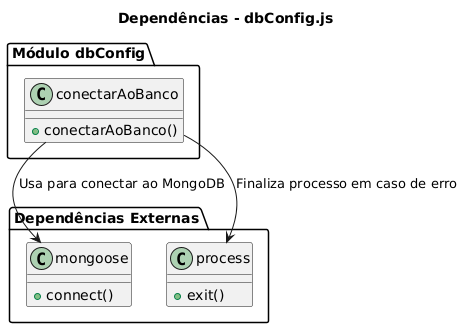 Dependências - dbConfig.js
Módulo dbConfig
C conectarAoBanco
conectarAoBanco()
Usa para conectar ao MongoDB
Finaliza processo em caso de erro
Dependências Externas
C mongoose
connect()
C process
exit()